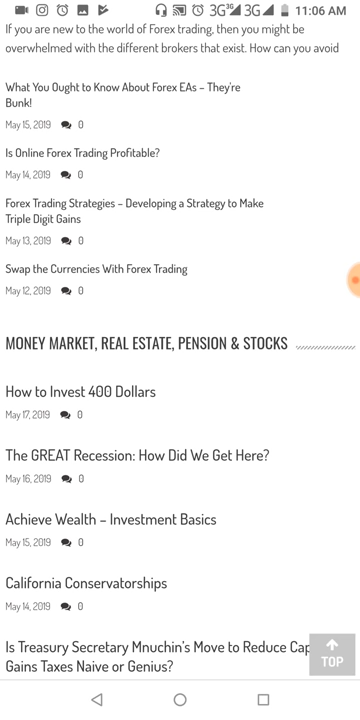 3G 3G 3G 11:06 AM
If you are new to the world of Forex trading, then you might be
overwhelmed with the different brokers that exist. How can you avoid
What You Ought to Know About Forex EAs – They're
Bunk!
May 15, 2019 0
Is Online Forex Trading Profitable?
May 14, 2019 0
Forex Trading Strategies – Developing a Strategy to Make
Triple Digit Gains
May 13, 2019 0
Swap the Currencies With Forex Trading
May 12, 2019 0
MONEY MARKET, REAL ESTATE, PENSION & STOCKS
How to Invest 400 Dollars
May 17, 2019 0
The GREAT Recession: How Did We Get Here?
May 16, 2019 0
Achieve Wealth – Investment Basics
May 15, 2019 0
California Conservatorships
May 14, 2019 0
Is Treasury Secretary Mnuchin's Move to Reduce Cap
Gains Taxes Naive or Genius?
TOP